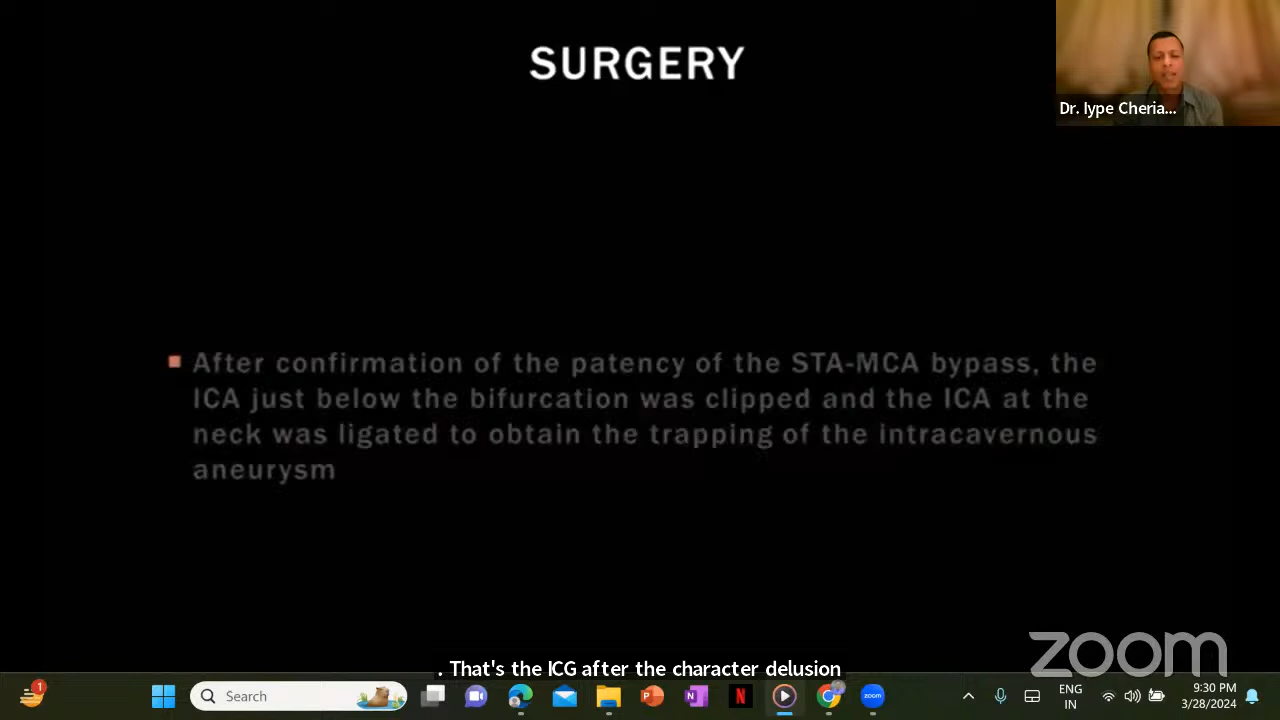 SURGERY
Dr. Iype Cheria...
After confirmation of the patency of the STA-MCA bypass, the
ICA just below the bifurcation was clipped and the ICA at the
neck was ligated to obtain the trapping of the intracavernous
aneurysm
zoom
. That's the ICG after the character delusion
1
Search
P
N
N
zoom
ENG
IN
9:30 PM
3/28/2024